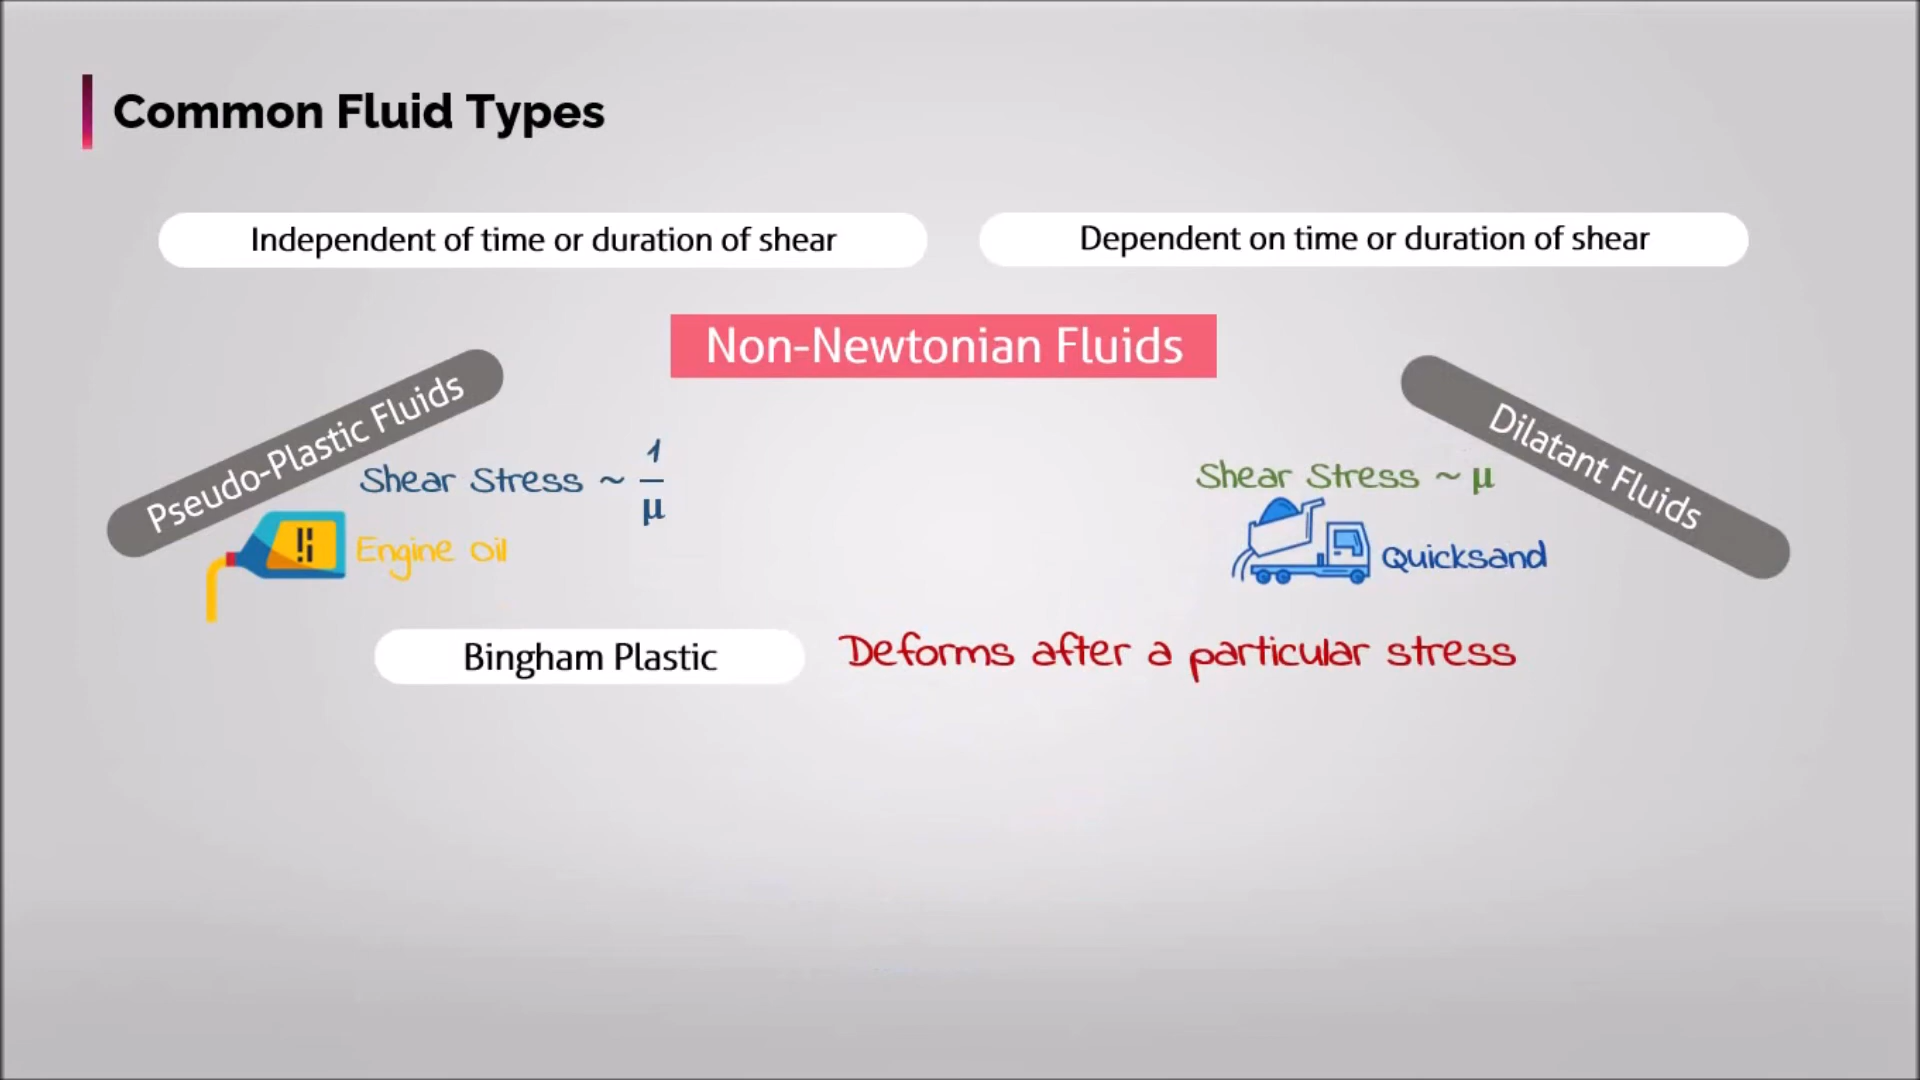 Common Fluid Types
Independent of time or duration of shear
Dependent on time or duration of shear
Non-Newtonian Fluids
Pseudo-Plastic Fluids
Shear Stress ~ 1/μ
Engine Oil
Dilatant Fluids
Shear Stress ~ μ
Quicksand
Bingham Plastic
Deforms after a particular stress